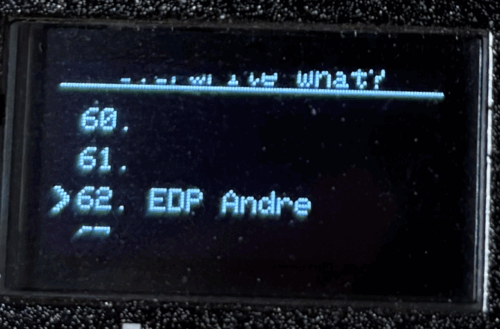 what?
60.
61.
❯62. EDP Andre